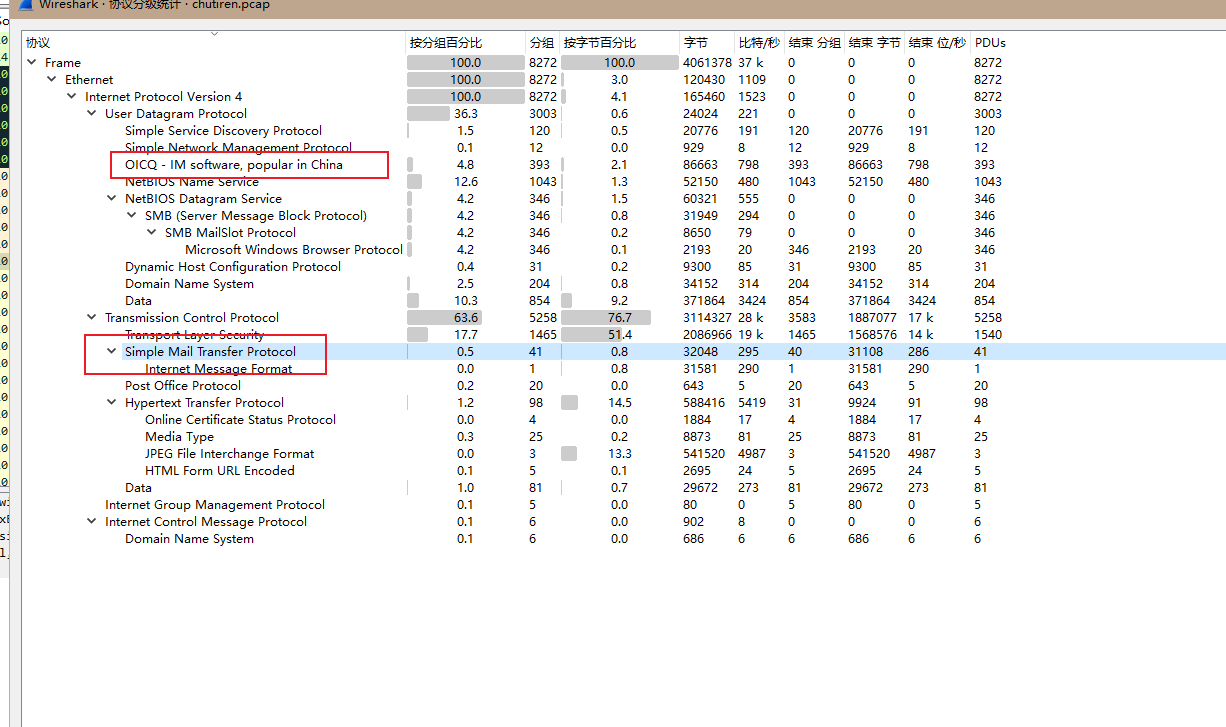 Wireshark · 协议分级统计 · chutiren.pcap
协议 按分组百分比 分组 按字节百分比 字节 比特/秒 结束 分组 结束 字节 结束 位/秒 PDUs
Frame 100.0 8272 100.0 4061378 37 k 0 0 0 8272
Ethernet 100.0 8272 3.0 120430 1109 0 0 0 8272
Internet Protocol Version 4 100.0 8272 4.1 165460 1523 0 0 0 8272
User Datagram Protocol 36.3 3003 0.6 24024 221 0 0 0 3003
Simple Service Discovery Protocol 1.5 120 0.5 20776 191 120 20776 191 120
Simple Network Management Protocol 0.1 12 0.0 929 8 12 929 8 12
OICQ - IM software, popular in China 4.8 393 2.1 86663 798 393 86663 798 393
NetBIOS Name Service 12.6 1043 1.3 52150 480 1043 52150 480 1043
NetBIOS Datagram Service 4.2 346 1.5 60321 555 0 0 0 346
SMB (Server Message Block Protocol) 4.2 346 0.8 31949 294 0 0 0 346
SMB MailSlot Protocol 4.2 346 0.2 8650 79 0 0 0 346
Microsoft Windows Browser Protocol 4.2 346 0.1 2193 20 346 2193 20 346
Dynamic Host Configuration Protocol 0.4 31 0.2 9300 85 31 9300 85 31
Domain Name System 2.5 204 0.8 34152 314 204 34152 314 204
Data 10.3 854 9.2 371864 3424 854 371864 3424 854
Transmission Control Protocol 63.6 5258 76.7 3114327 28 k 3583 1887077 17 k 5258
Transport Layer Security 17.7 1465 51.4 2086966 19 k 1465 1568576 14 k 1540
Simple Mail Transfer Protocol 0.5 41 0.8 32048 295 40 31108 286 41
Internet Message Format 0.0 1 0.8 31581 290 1 31581 290 1
Post Office Protocol 0.2 20 0.0 643 5 20 643 5 20
Hypertext Transfer Protocol 1.2 98 14.5 588416 5419 31 9924 91 98
Online Certificate Status Protocol 0.0 4 0.0 1884 17 4 1884 17 4
Media Type 0.3 25 0.2 8873 81 25 8873 81 25
JPEG File Interchange Format 0.0 3 13.3 541520 4987 3 541520 4987 3
HTML Form URL Encoded 0.1 5 0.1 2695 24 5 2695 24 5
Data 1.0 81 0.7 29672 273 81 29672 273 81
Internet Group Management Protocol 0.1 5 0.0 80 0 5 80 0 5
Internet Control Message Protocol 0.1 6 0.0 902 8 0 0 0 6
Domain Name System 0.1 6 0.0 686 6 6 686 6 6